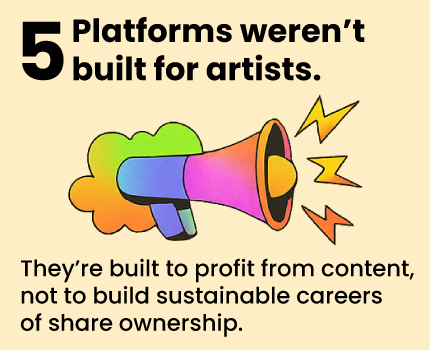 5 Platforms weren't
built for artists.
They're built to profit from content,
not to build sustainable careers
of share ownership.